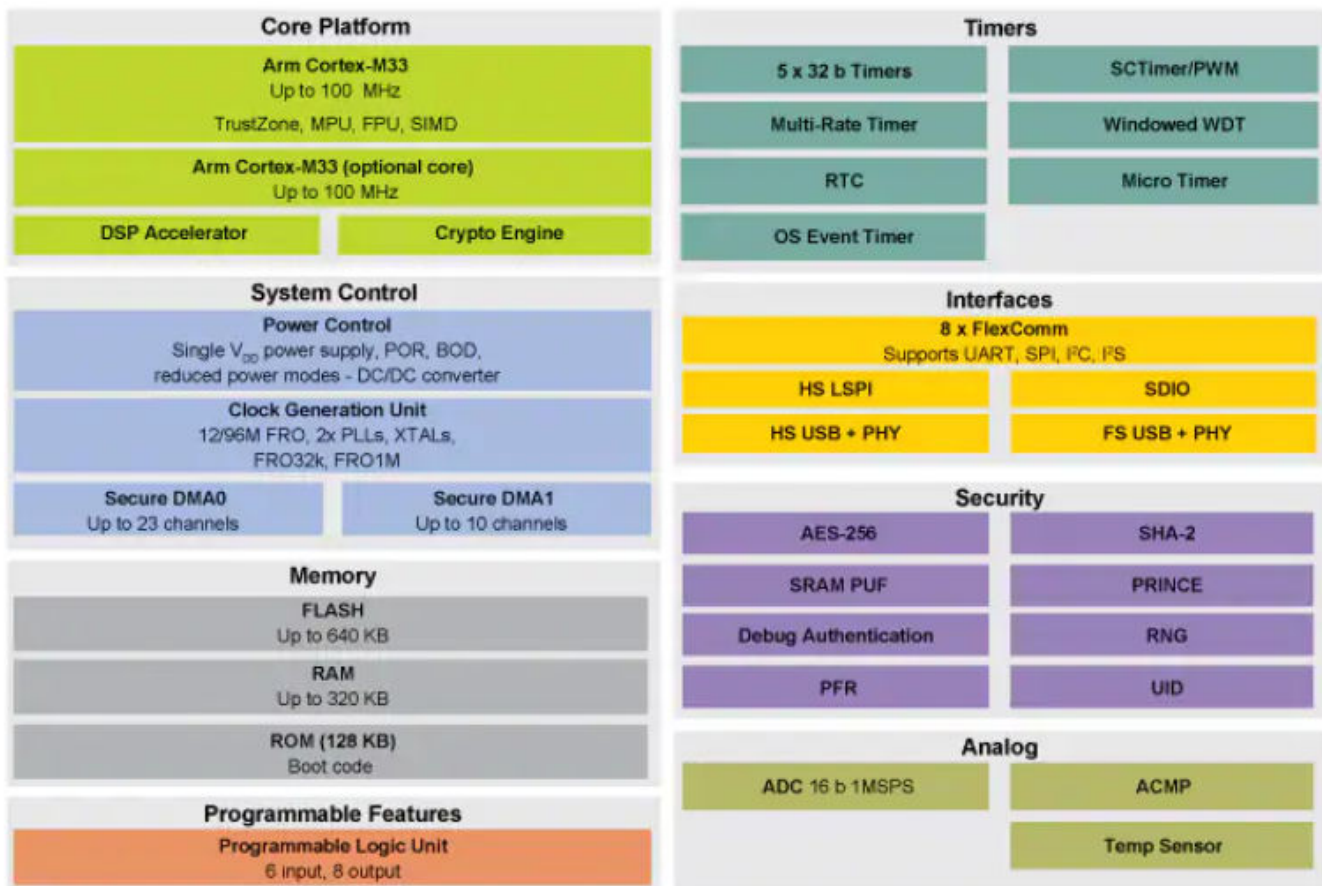 Core Platform
Arm Cortex-M33
Up to 100 MHz
TrustZone, MPU, FPU, SIMD
Arm Cortex-M33 (optional core)
Up to 100 MHz
DSP Accelerator
Crypto Engine
System Control
Power Control
Single VDD power supply, POR, BOD,
reduced power modes - DC/DC converter
Clock Generation Unit
12/96M FRO, 2x PLLs, XTALs,
FRO32k, FRO1M
Secure DMA0
Up to 23 channels
Secure DMA1
Up to 10 channels
Memory
FLASH
Up to 640 KB
RAM
Up to 320 KB
ROM (128 KB)
Boot code
Programmable Features
Programmable Logic Unit
6 input, 8 output
Timers
5 x 32 b Timers
SCTimer/PWM
Multi-Rate Timer
Windowed WDT
RTC
Micro Timer
OS Event Timer
Interfaces
8 x FlexComm
Supports UART, SPI, I²C, I²S
HS LSPI
SDIO
HS USB + PHY
FS USB + PHY
Security
AES-256
SHA-2
SRAM PUF
PRINCE
Debug Authentication
RNG
PFR
UID
Analog
ADC 16 b 1MSPS
ACMP
Temp Sensor